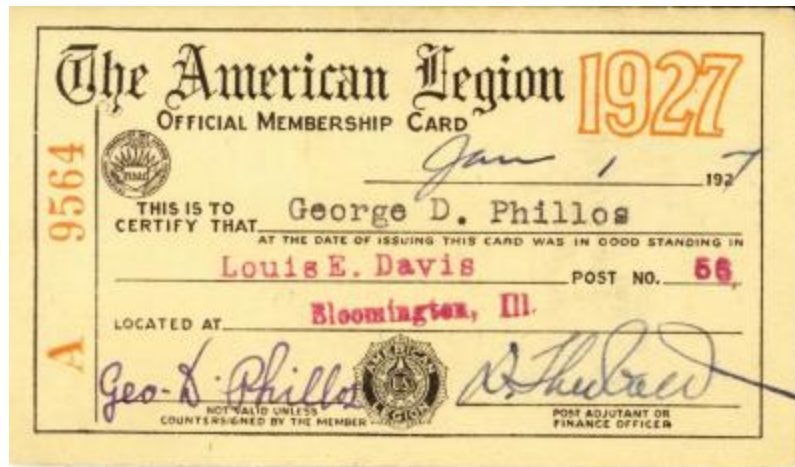 The American Legion 1927
OFFICIAL MEMBERSHIP CARD
Jan 1 1927
A 9564
THIS IS TO
CERTIFY THAT George D. Phillos
AT THE DATE OF ISSUING THIS CARD WAS IN GOOD STANDING IN
Louis E. Davis POST NO. 56,
LOCATED AT Bloomington, Ill.
Geo. D. Phillos
AMERICAN
U.S.
LEGION
NOT VALID UNLESS
COUNTERSIGNED BY THE MEMBER
POST ADJUTANT OR
FINANCE OFFICER